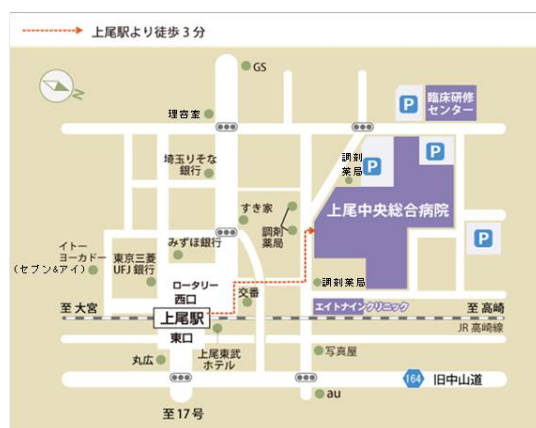 上尾駅より徒歩3分
GS
N
P
臨床研修
センター
理容室
P
P
調剤
薬局
埼玉りそな
銀行
上尾中央総合病院
すき家
調剤
薬局
P
イトー
ヨーカドー
(セブン&アイ)
東京三菱
UFJ 銀行
みずほ銀行
ロータリー
西口
交番
調剤薬局
エイトナインクリニック
至 大宮
上尾駅
至 高崎
JR 高崎線
東口
丸広
上尾東武
ホテル
写真屋
164
旧中山道
au
至 17 号